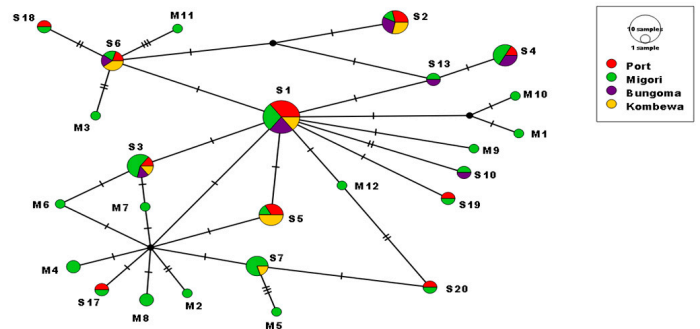 S18
M11
S2
S6
S4
S13
10 samples
1 sample
Port
Migori
Bungoma
Kombewa
S1
M10
M3
M1
S3
M9
M12
S10
M6
M7
S19
S5
S7
M4
S20
S17
M8
M2
M5